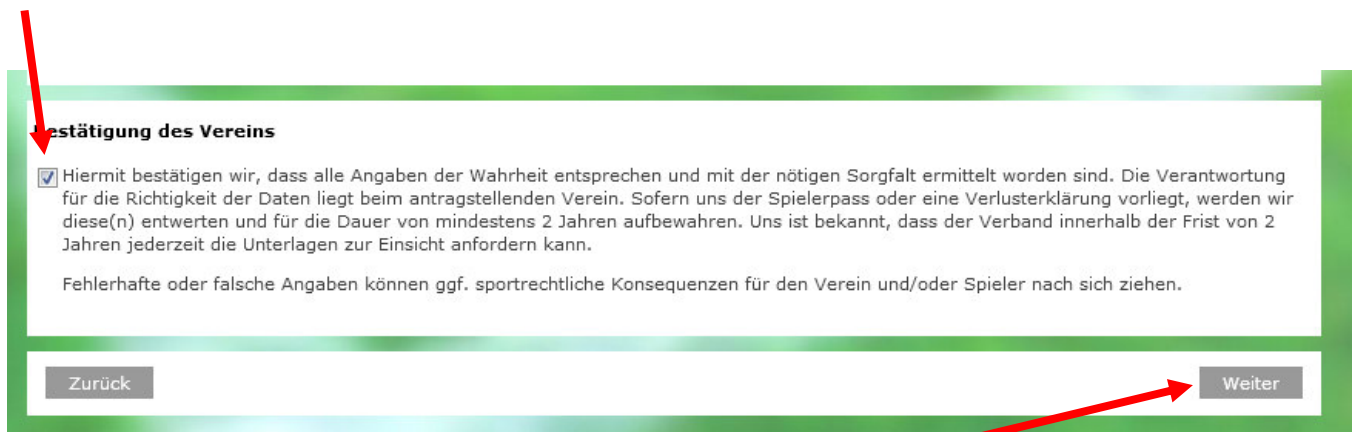 Bestätigung des Vereins
Hiermit bestätigen wir, dass alle Angaben der Wahrheit entsprechen und mit der nötigen Sorgfalt ermittelt worden sind. Die Verantwortung
für die Richtigkeit der Daten liegt beim antragstellenden Verein. Sofern uns der Spielerpass oder eine Verlusterklärung vorliegt, werden wir
diese(n) entwerten und für die Dauer von mindestens 2 Jahren aufbewahren. Uns ist bekannt, dass der Verband innerhalb der Frist von 2
Jahren jederzeit die Unterlagen zur Einsicht anfordern kann.
Fehlerhafte oder falsche Angaben können ggf. sportrechtliche Konsequenzen für den Verein und/oder Spieler nach sich ziehen.
Zurück
Weiter